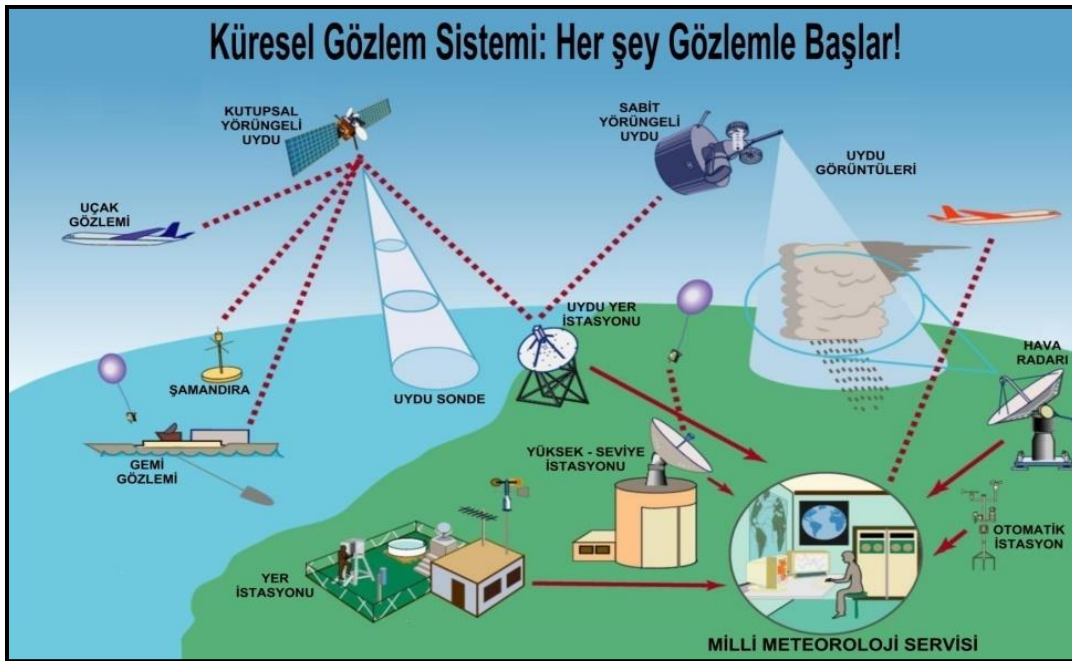 Küresel Gözlem Sistemi: Her şey Gözlemle Başlar!
KUTUPSAL
YÖRÜNGELİ
UYDU
SABİT
YÖRÜNGELİ
UYDU
UYDU
GÖRÜNTÜLERİ
UÇAK
GÖZLEMİ
UYDU YER
İSTASYONU
HAVA
RADARI
ŞAMANDIRA
UYDU SONDE
GEMİ
GÖZLEMİ
YÜKSEK - SEVİYE
İSTASYONU
OTOMATİK
İSTASYON
YER
İSTASYONU
MİLLİ METEOROLOJİ SERVİSİ